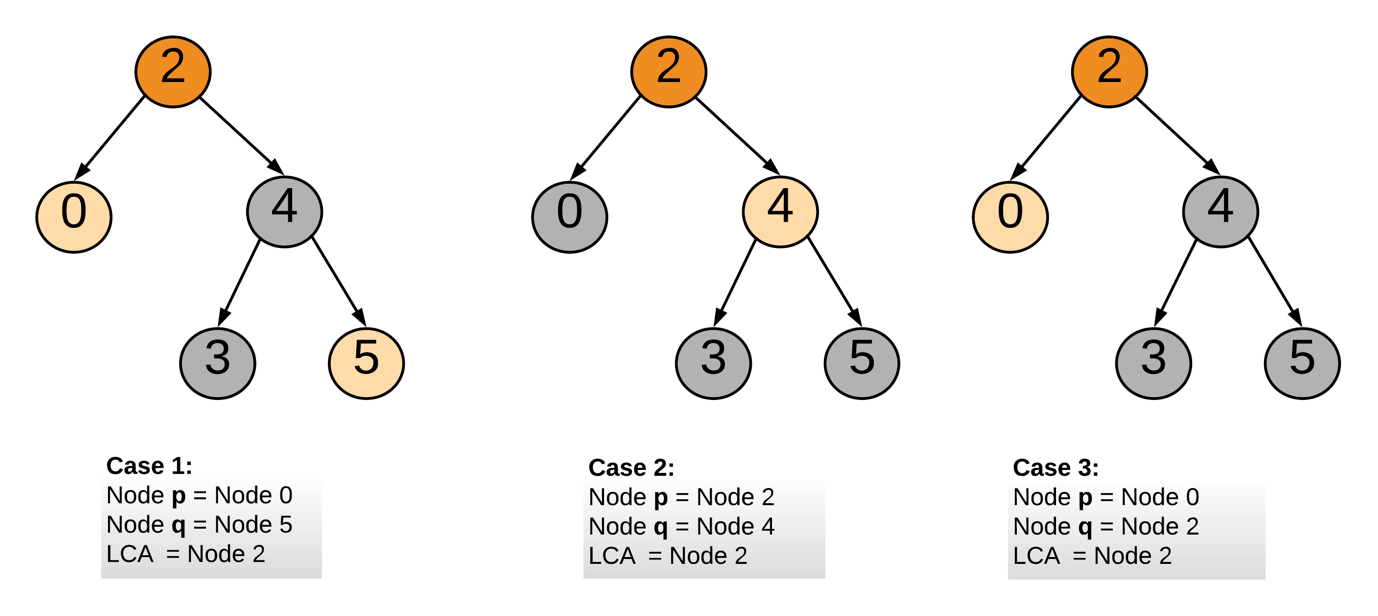 2
0
4
3
5
Case 1:
Node p = Node 0
Node q = Node 5
LCA = Node 2
2
0
4
3
5
Case 2:
Node p = Node 2
Node q = Node 4
LCA = Node 2
2
0
4
3
5
Case 3:
Node p = Node 0
Node q = Node 2
LCA = Node 2